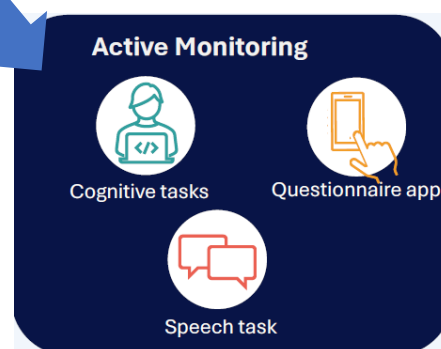 Active Monitoring
</>
Cognitive tasks
Questionnaire app
Speech task